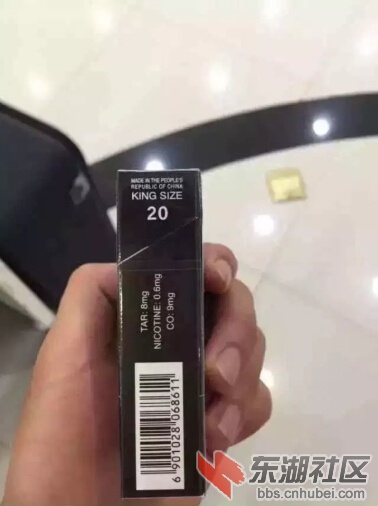 MADE IN THE PEOPLE'S
REPUBLIC OF CHINA
KING SIZE
20
TAR: 8mg
NICOTINE: 0.6mg
CO: 9mg
6 901028 068611
东湖社区
bbs.cnhubei.com